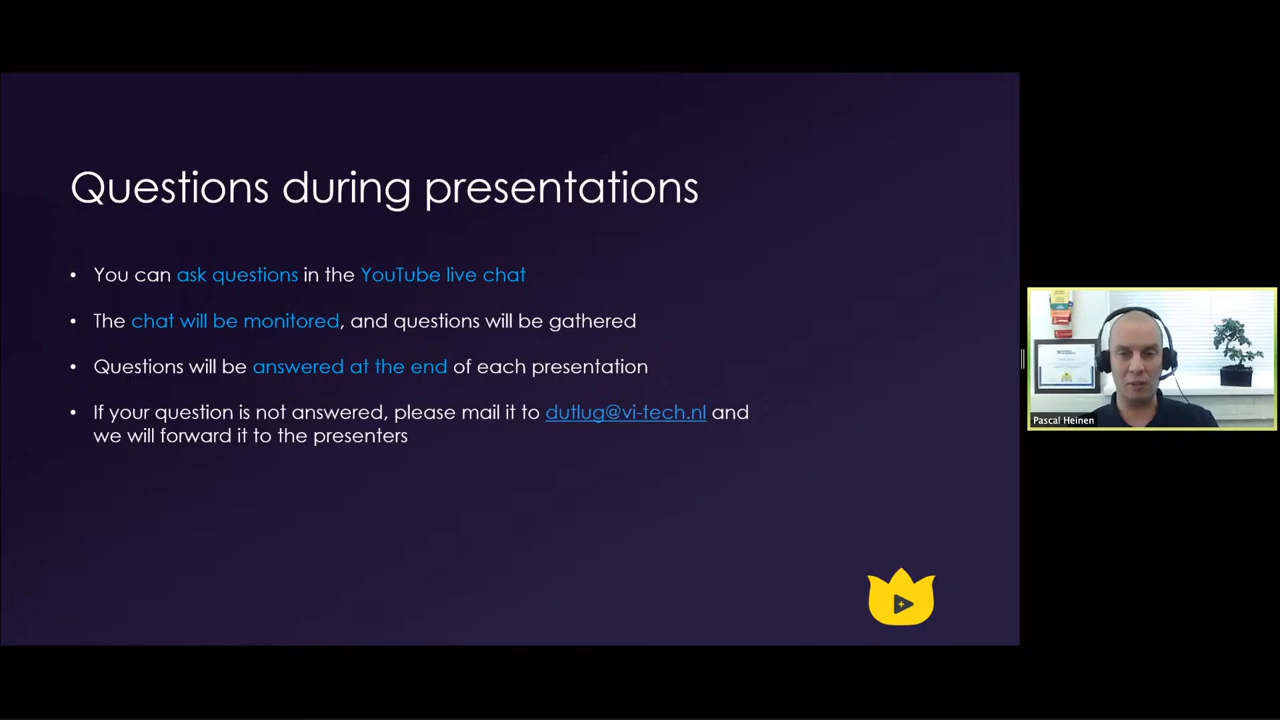 Questions during presentations
• You can ask questions in the YouTube live chat
• The chat will be monitored, and questions will be gathered
• Questions will be answered at the end of each presentation
• If your question is not answered, please mail it to dutlug@vi-tech.nl and
we will forward it to the presenters
Pascal Heinen